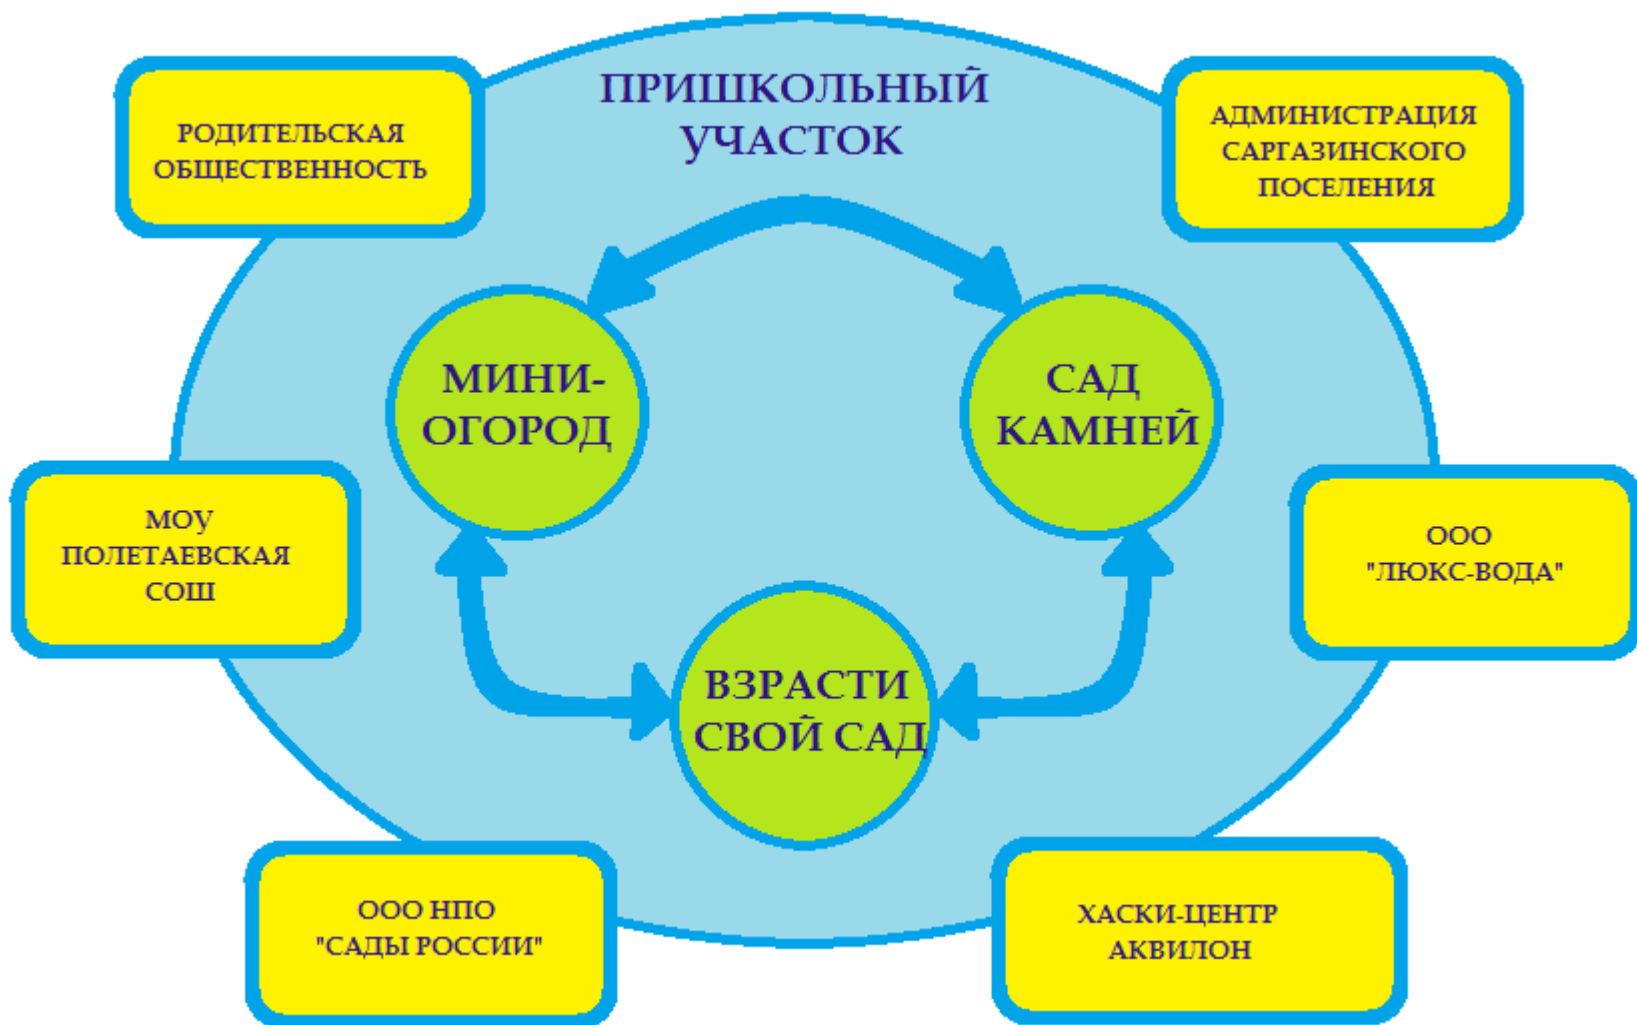 ПРИШКОЛЬНЫЙ
УЧАСТОК
РОДИТЕЛЬСКАЯ
ОБЩЕСТВЕННОСТЬ
АДМИНИСТРАЦИЯ
САРГАЗИНСКОГО
ПОСЕЛЕНИЯ
МИНИ-
ОГОРОД
САД
КАМНЕЙ
МОУ
ПОЛЕТАЕВСКАЯ
СОШ
ООО
"ЛЮКС-ВОДА"
ВЗРАСТИ
СВОЙ САД
ООО НПО
"САДЫ РОССИИ"
ХАСКИ-ЦЕНТР
АКВИЛОН